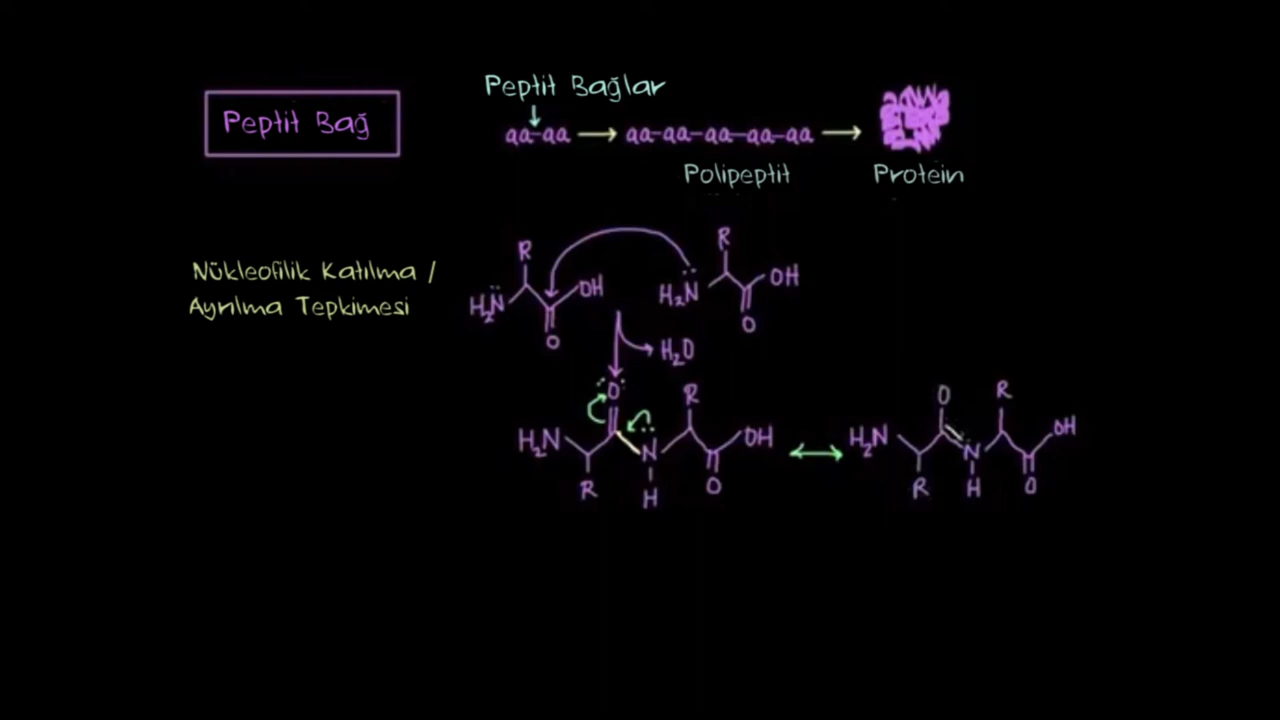 Peptit Bağ
Peptit Bağlar
aa-aa
aa-aa-aa-aa-aa
Polipeptit
Protein
Nükleofilik Katılma /
Ayrılma Tepkimesi
R
H₂N
OH
O
R
H₂N
OH
O
H₂O
O
R
H₂N
N
OH
R
H
O
O
R
H₂N
N
OH
R
H
O